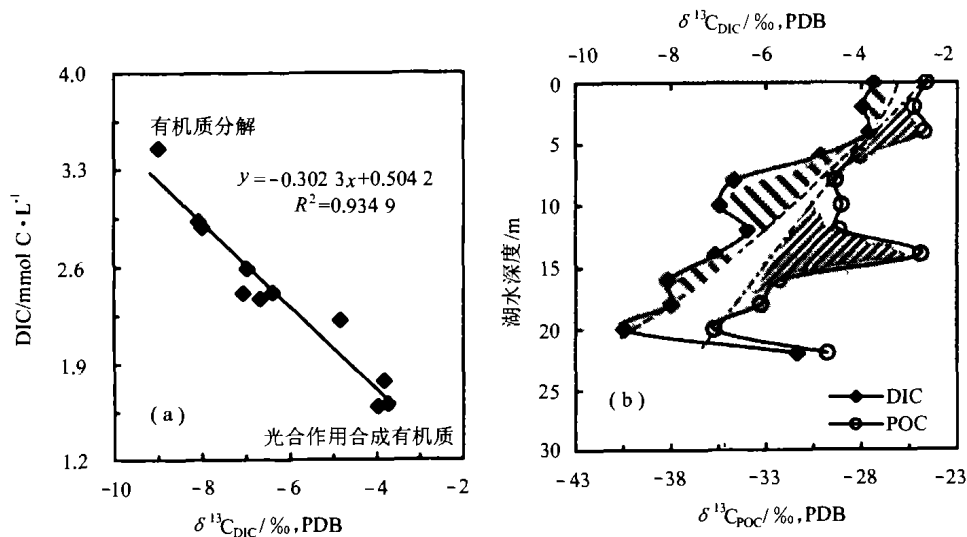 4.0
3.3
2.6
1.9
1.2
DIC/mmol C·L⁻¹
有机质分解
y=-0.302 3x+0.504 2
R²=0.934 9
(a)
光合作用合成有机质
-10 -8 -6 -4 -2
δ¹³C_DIC/‰,PDB
δ¹³C_DIC/‰,PDB
-10 -8 -6 -4 -2
0
5
10
15
20
25
30
湖水深度/m
(b)
DIC
POC
-43 -38 -33 -28 -23
δ¹³C_POC/‰,PDB